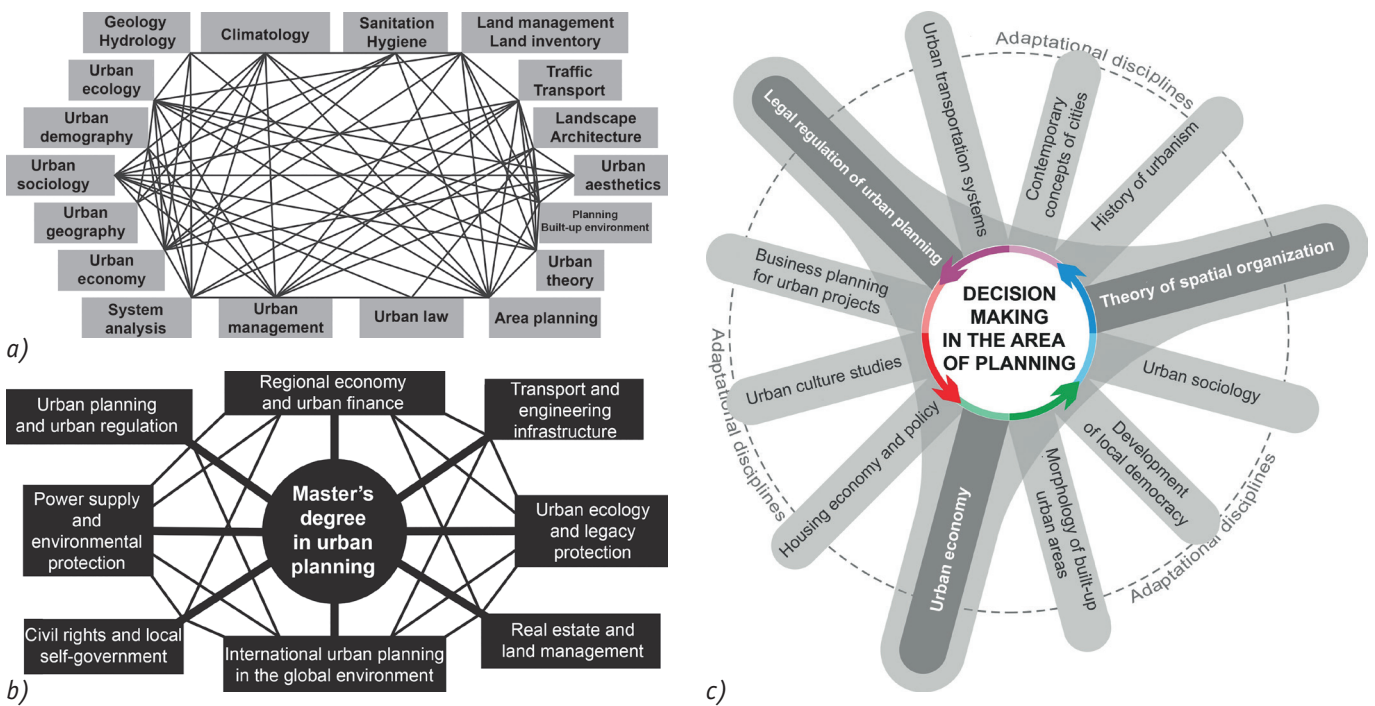 Geology
Hydrology
Climatology
Sanitation
Hygiene
Land management
Land inventory
Urban
ecology
Traffic
Transport
Urban
demography
Landscape
Architecture
Urban
sociology
Urban
aesthetics
Urban
geography
Planning
Built-up environment
Urban
economy
Urban
theory
System
analysis
Urban
management
Urban law
Area planning
a)
Urban planning
and urban regulation
Regional economy
and urban finance
Transport and
engineering
infrastructure
Power supply
and
environmental
protection
Master's
degree
in urban
planning
Urban ecology
and legacy
protection
Civil rights and local
self-government
International urban planning
in the global environment
Real estate and
land management
b)
Adaptational disciplines
Legal regulation of urban planning
Urban transportation systems
Contemporary
concepts of cities
History of urbanism
Theory of spatial organization
Business planning
for urban projects
DECISION
MAKING
IN THE AREA
OF PLANNING
Urban culture studies
Urban sociology
Adaptational disciplines
Housing economy and policy
Urban economy
Morphology of built-up
urban areas
Development
of local democracy
Adaptational disciplines
c)